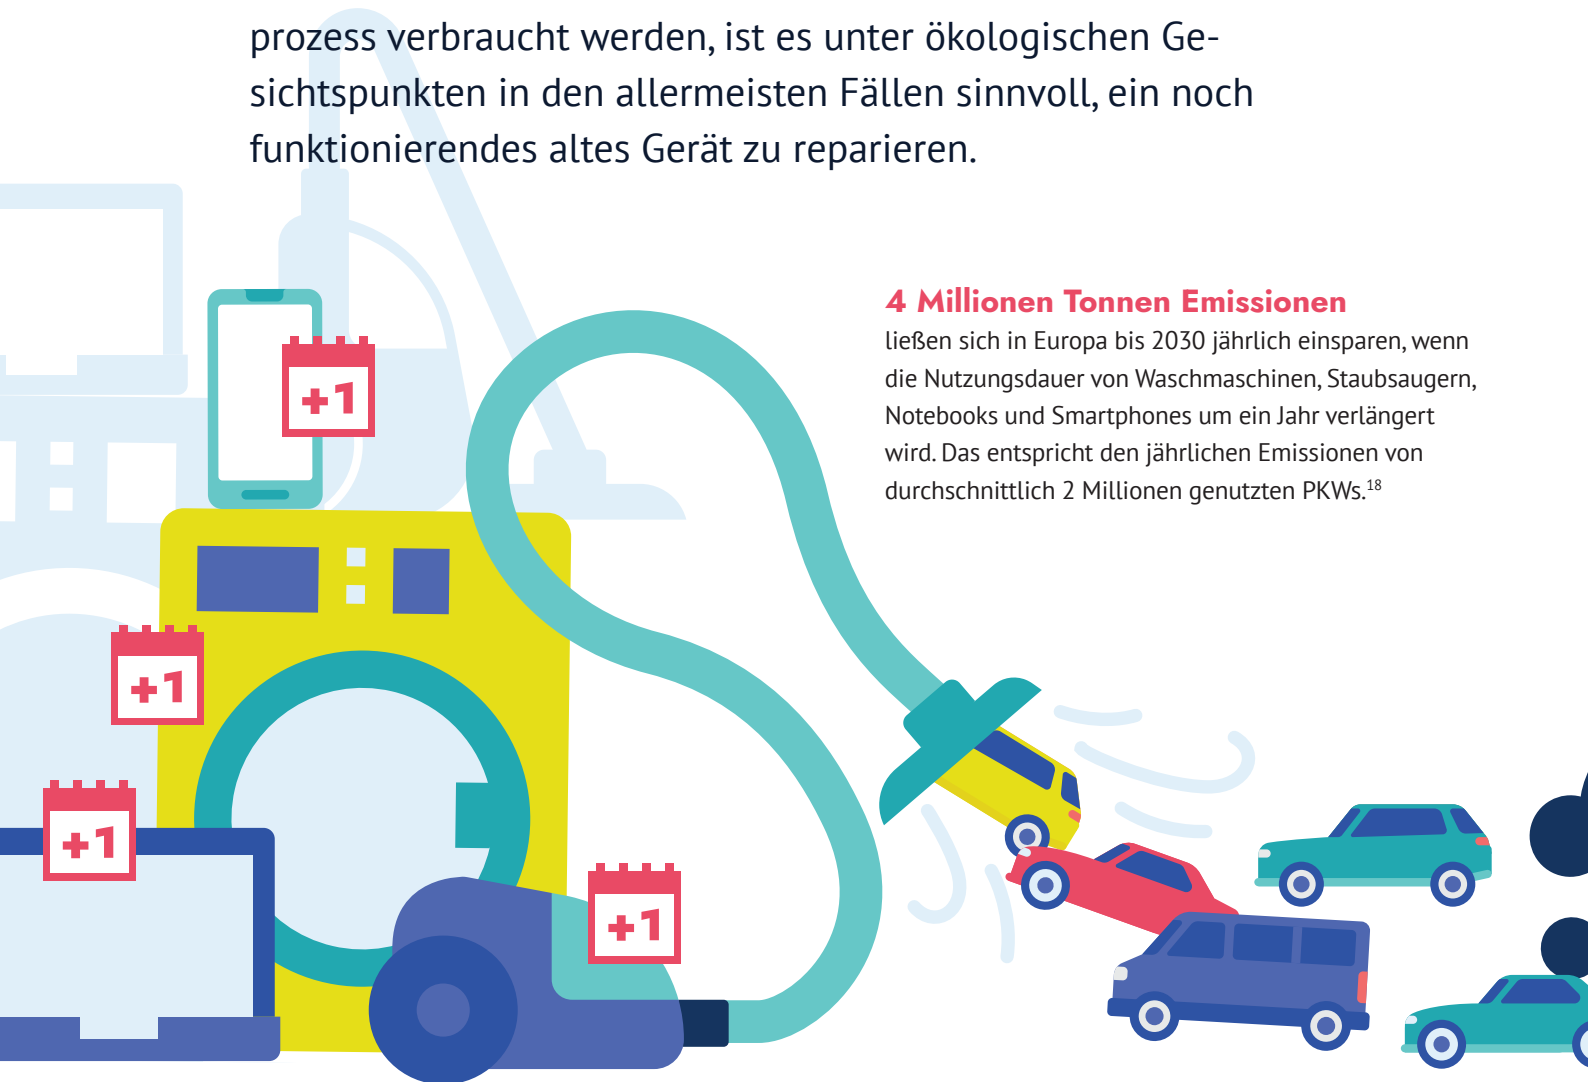 prozess verbraucht werden, ist es unter ökologischen Ge-
sichtspunkten in den allermeisten Fällen sinnvoll, ein noch
funktionierendes altes Gerät zu reparieren.
4 Millionen Tonnen Emissionen
ließen sich in Europa bis 2030 jährlich einsparen, wenn
die Nutzungsdauer von Waschmaschinen, Staubsaugern,
Notebooks und Smartphones um ein Jahr verlängert
wird. Das entspricht den jährlichen Emissionen von
durchschnittlich 2 Millionen genutzten PKWs.18
+1
+1
+1
+1